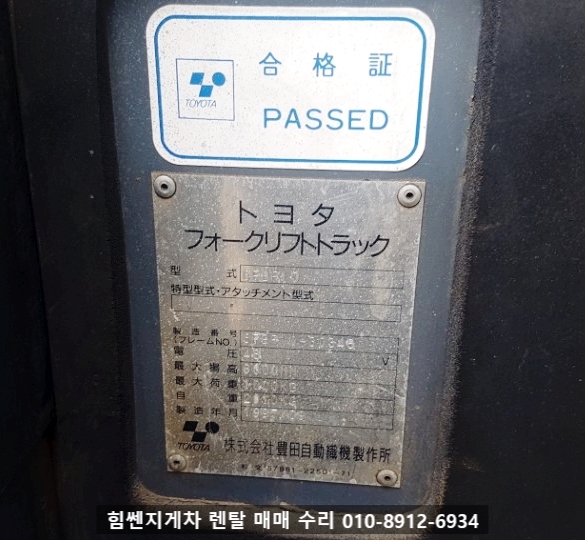 合格証
TOYOTA
PASSED
トヨタ
フォークリフトトラック
型 式
特型型式・アタッチメント型式
製造番号
(フレームNO.)
電 圧 48 V
最大揚高
最大荷重
自 重
製造年月
TOYOTA 株式会社豊田自動織機製作所
힘쎈지게차 렌탈 매매 수리 010-8912-6934